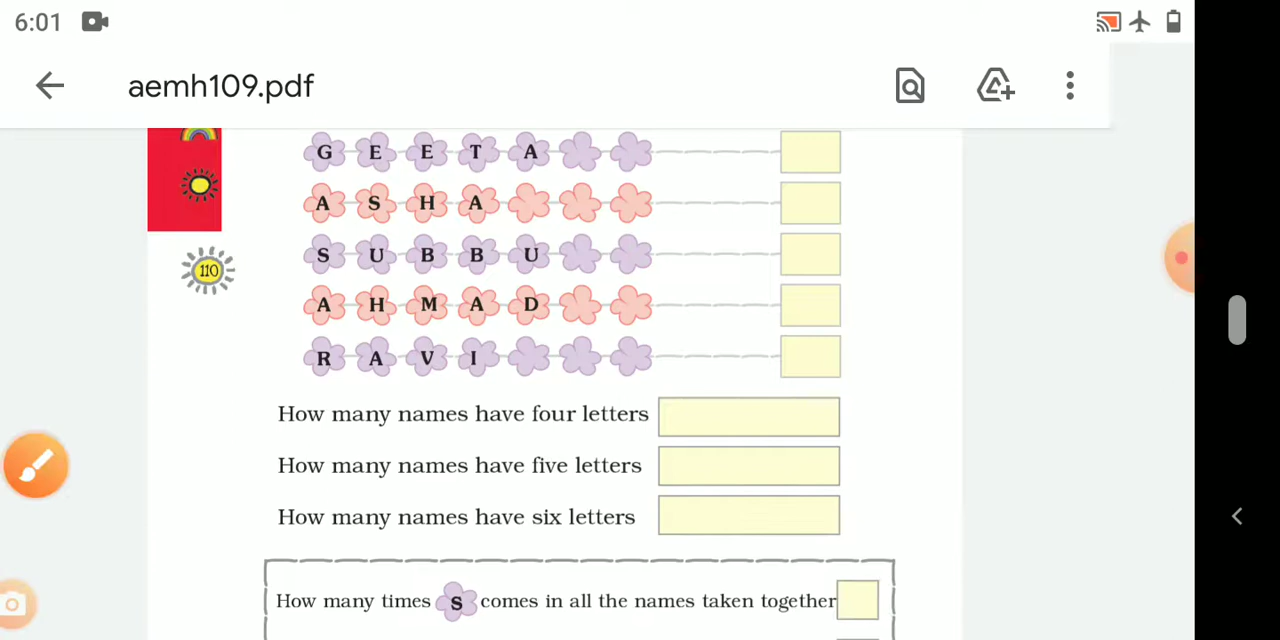 6:01
aemh109.pdf
G E E T A
A S H A
S U B B U
110
A H M A D
R A V I
How many names have four letters
How many names have five letters
How many names have six letters
How many times S comes in all the names taken together